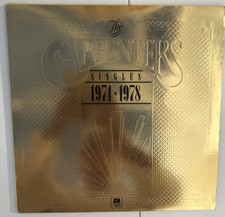 The
CARPENTERS
SINGLES
1974-1978
A&M